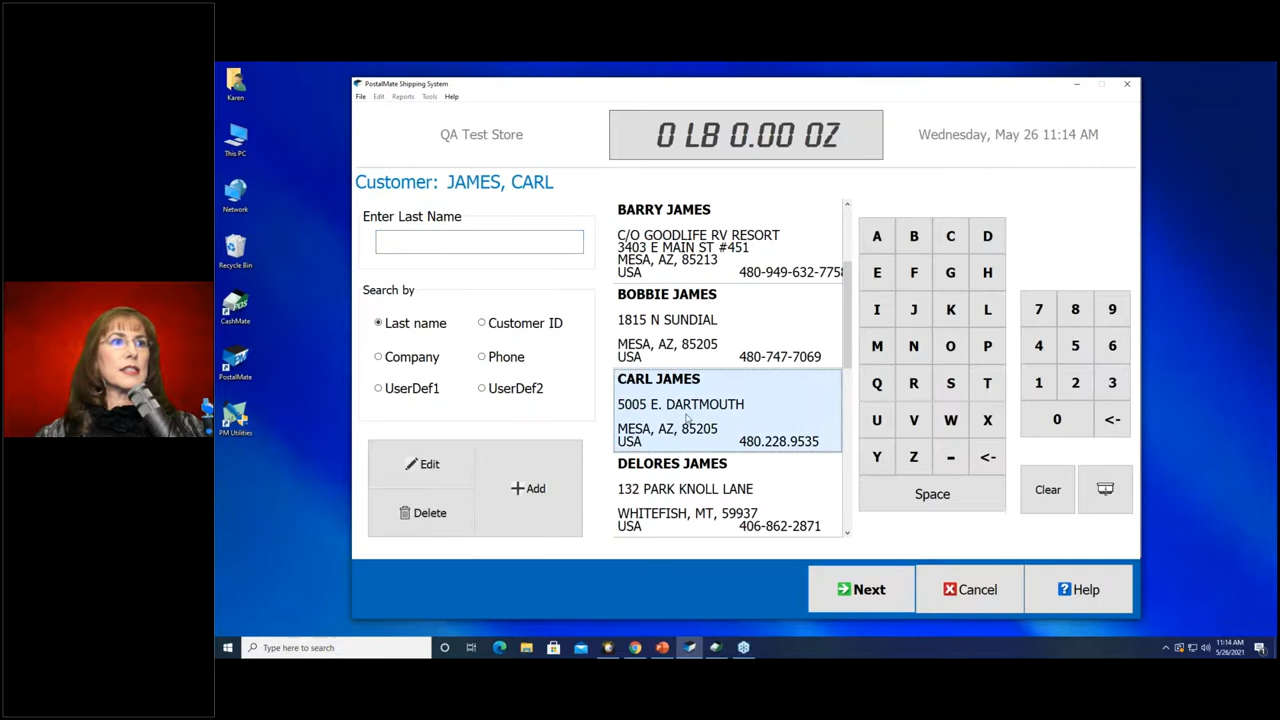 Karen
This PC
Network
Recycle Bin
CashMate
PostalMate
PM Utilities
PostalMate Shipping System
File Edit Reports Tools Help
QA Test Store
0 LB 0.00 OZ
Wednesday, May 26 11:14 AM
Customer: JAMES, CARL
Enter Last Name
Search by
Last name
Customer ID
Company
Phone
UserDef1
UserDef2
Edit
Delete
Add
BARRY JAMES
C/O GOODLIFE RV RESORT
3403 E MAIN ST #451
MESA, AZ, 85213
USA 480-949-632-7758
BOBBIE JAMES
1815 N SUNDIAL
MESA, AZ, 85205
USA 480-747-7069
CARL JAMES
5005 E. DARTMOUTH
MESA, AZ, 85205
USA 480.228.9535
DELORES JAMES
132 PARK KNOLL LANE
WHITEFISH, MT, 59937
USA 406-862-2871
A B C D
E F G H
I J K L
M N O P
Q R S T
U V W X
Y Z - <-
Space
7 8 9
4 5 6
1 2 3
0 <-
Clear
Next
Cancel
Help
Type here to search
11:14 AM
5/26/2021